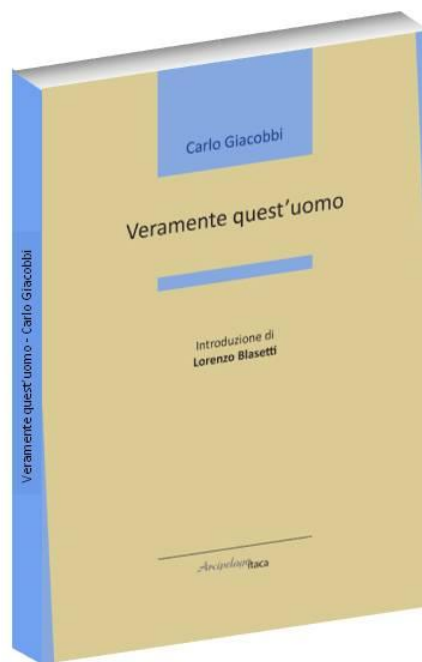 Carlo Giacobbi
Veramente quest'uomo
Introduzione di
Lorenzo Blasetti
Arcipelago itaca
Veramente quest'uomo - Carlo Giacobbi